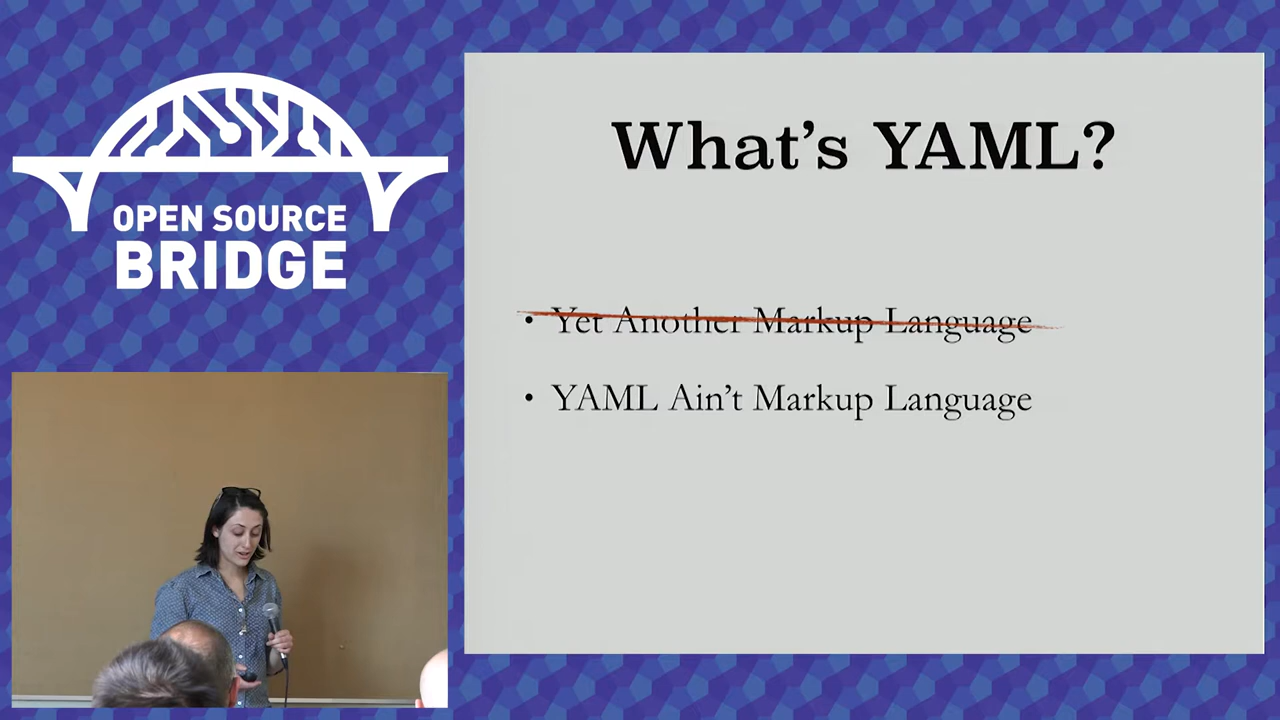 OPEN SOURCE
BRIDGE
What's YAML?
• Yet Another Markup Language
• YAML Ain't Markup Language